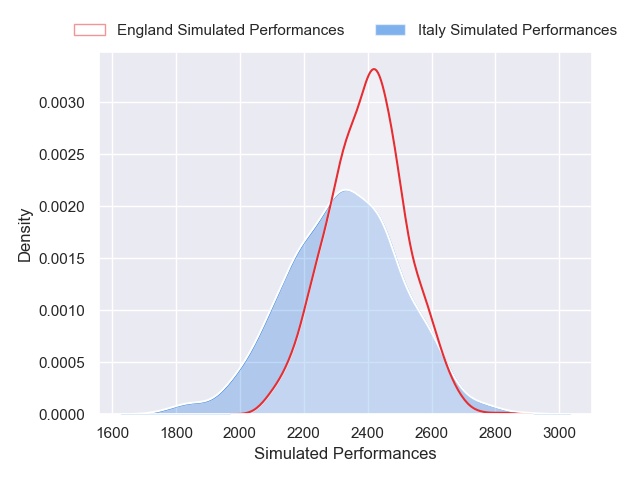 England Simulated Performances Italy Simulated Performances
0.0030
0.0025
0.0020
0.0015
0.0010
0.0005
0.0000
Density
1600 1800 2000 2200 2400 2600 2800 3000
Simulated Performances